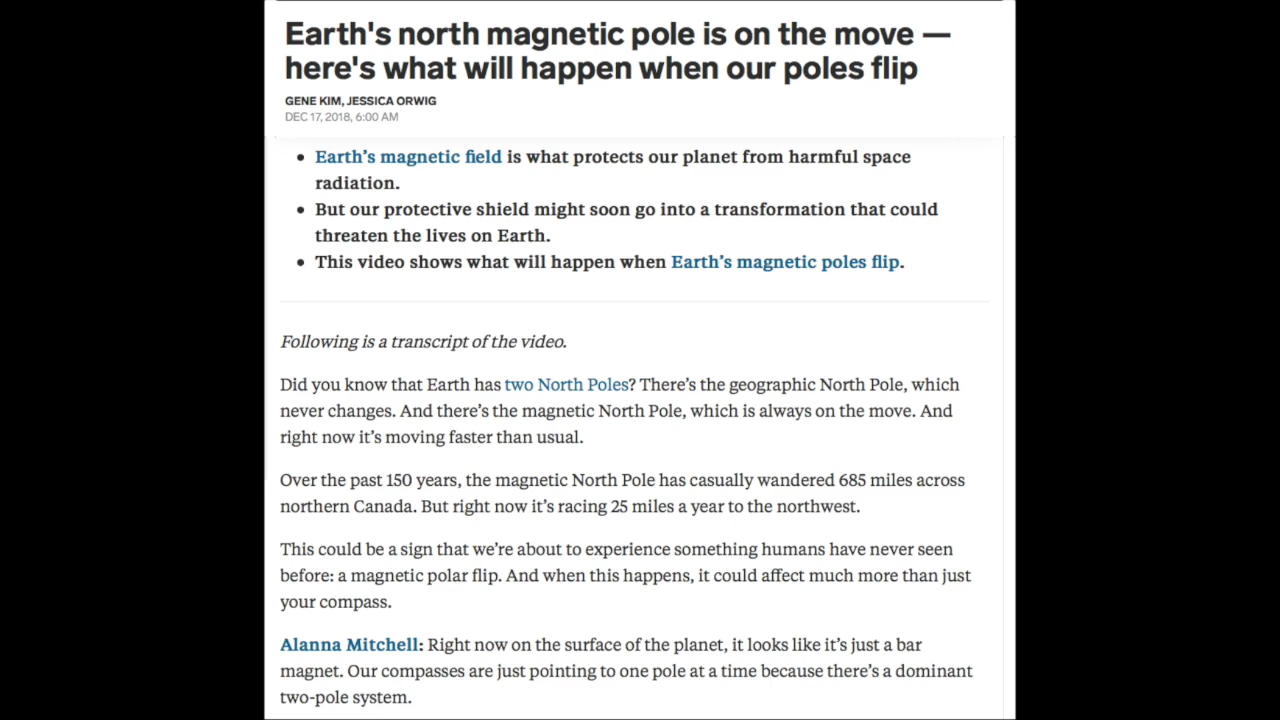 Earth's north magnetic pole is on the move —
here's what will happen when our poles flip
GENE KIM, JESSICA ORWIG
DEC 17, 2018, 6:00 AM
• Earth’s magnetic field is what protects our planet from harmful space
radiation.
• But our protective shield might soon go into a transformation that could
threaten the lives on Earth.
• This video shows what will happen when Earth’s magnetic poles flip.
Following is a transcript of the video.
Did you know that Earth has two North Poles? There’s the geographic North Pole, which
never changes. And there’s the magnetic North Pole, which is always on the move. And
right now it’s moving faster than usual.
Over the past 150 years, the magnetic North Pole has casually wandered 685 miles across
northern Canada. But right now it’s racing 25 miles a year to the northwest.
This could be a sign that we’re about to experience something humans have never seen
before: a magnetic polar flip. And when this happens, it could affect much more than just
your compass.
Alanna Mitchell: Right now on the surface of the planet, it looks like it’s just a bar
magnet. Our compasses are just pointing to one pole at a time because there’s a dominant
two-pole system.